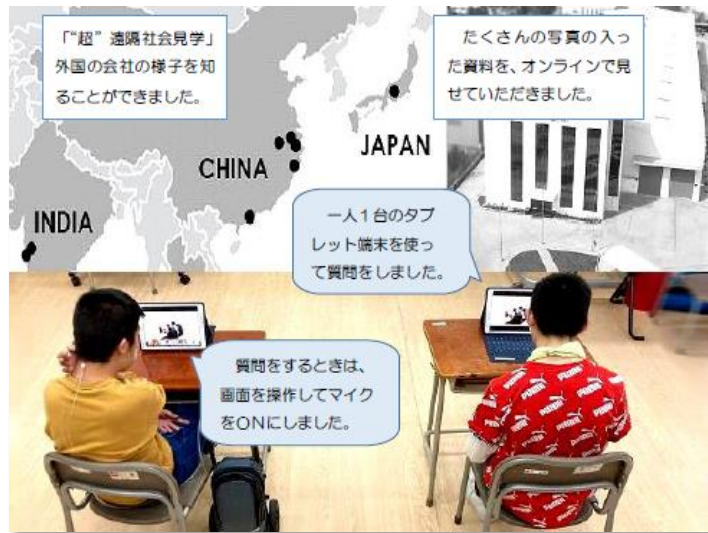 「“超”遠隔社会見学」
外国の会社の様子を知
ることができました。
たくさんの写真の入っ
た資料を、オンラインで見
せていただきました。
JAPAN
CHINA
INDIA
一人１台のタブ
レット端末を使っ
て質問をしました。
質問をするときは、
画面を操作してマイク
をONにしました。
PUMA
PUMA
PUMA
PUMA